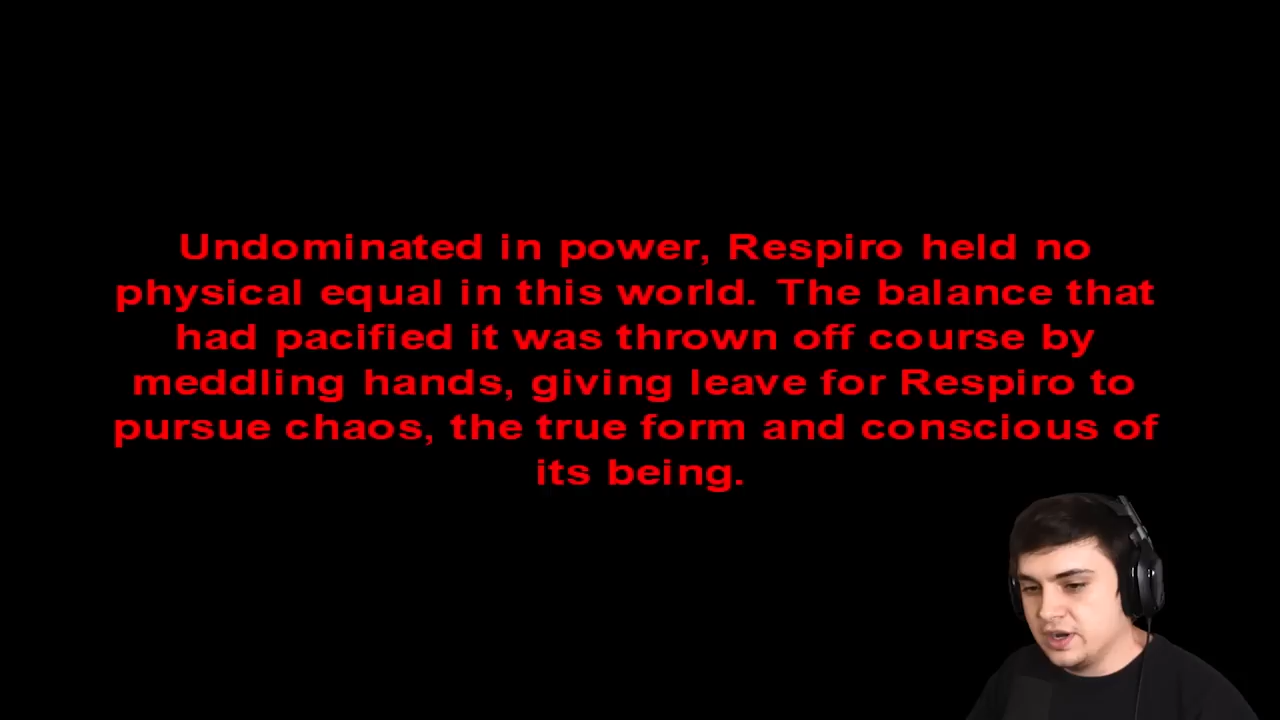 Undominated in power, Respiro held no
physical equal in this world. The balance that
had pacified it was thrown off course by
meddling hands, giving leave for Respiro to
pursue chaos, the true form and conscious of
its being.